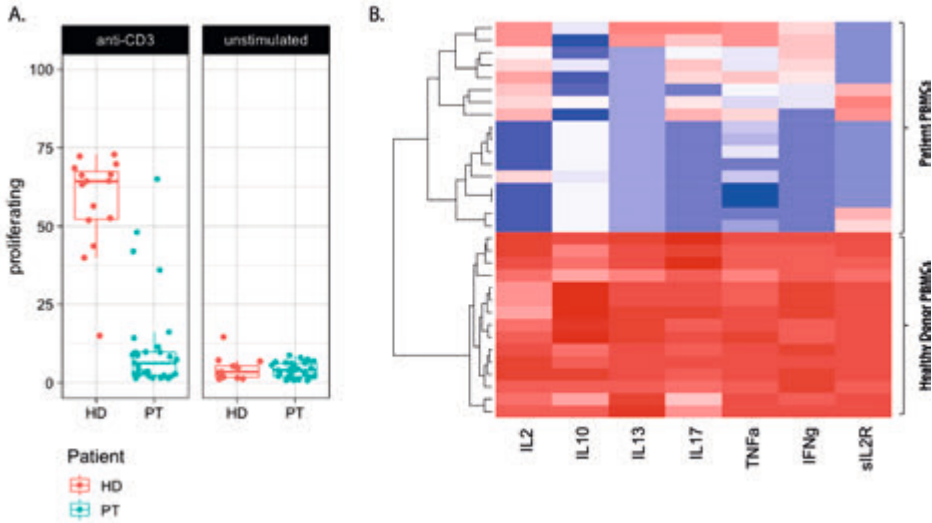 A.
anti-CD3
unstimulated
100
75
50
25
0
proliferating
HD
PT
HD
PT
Patient
HD
PT
B.
Patient PBMCs
Healthy Donor PBMCs
IL2
IL10
IL13
IL17
TNFa
IFNg
sIL2R